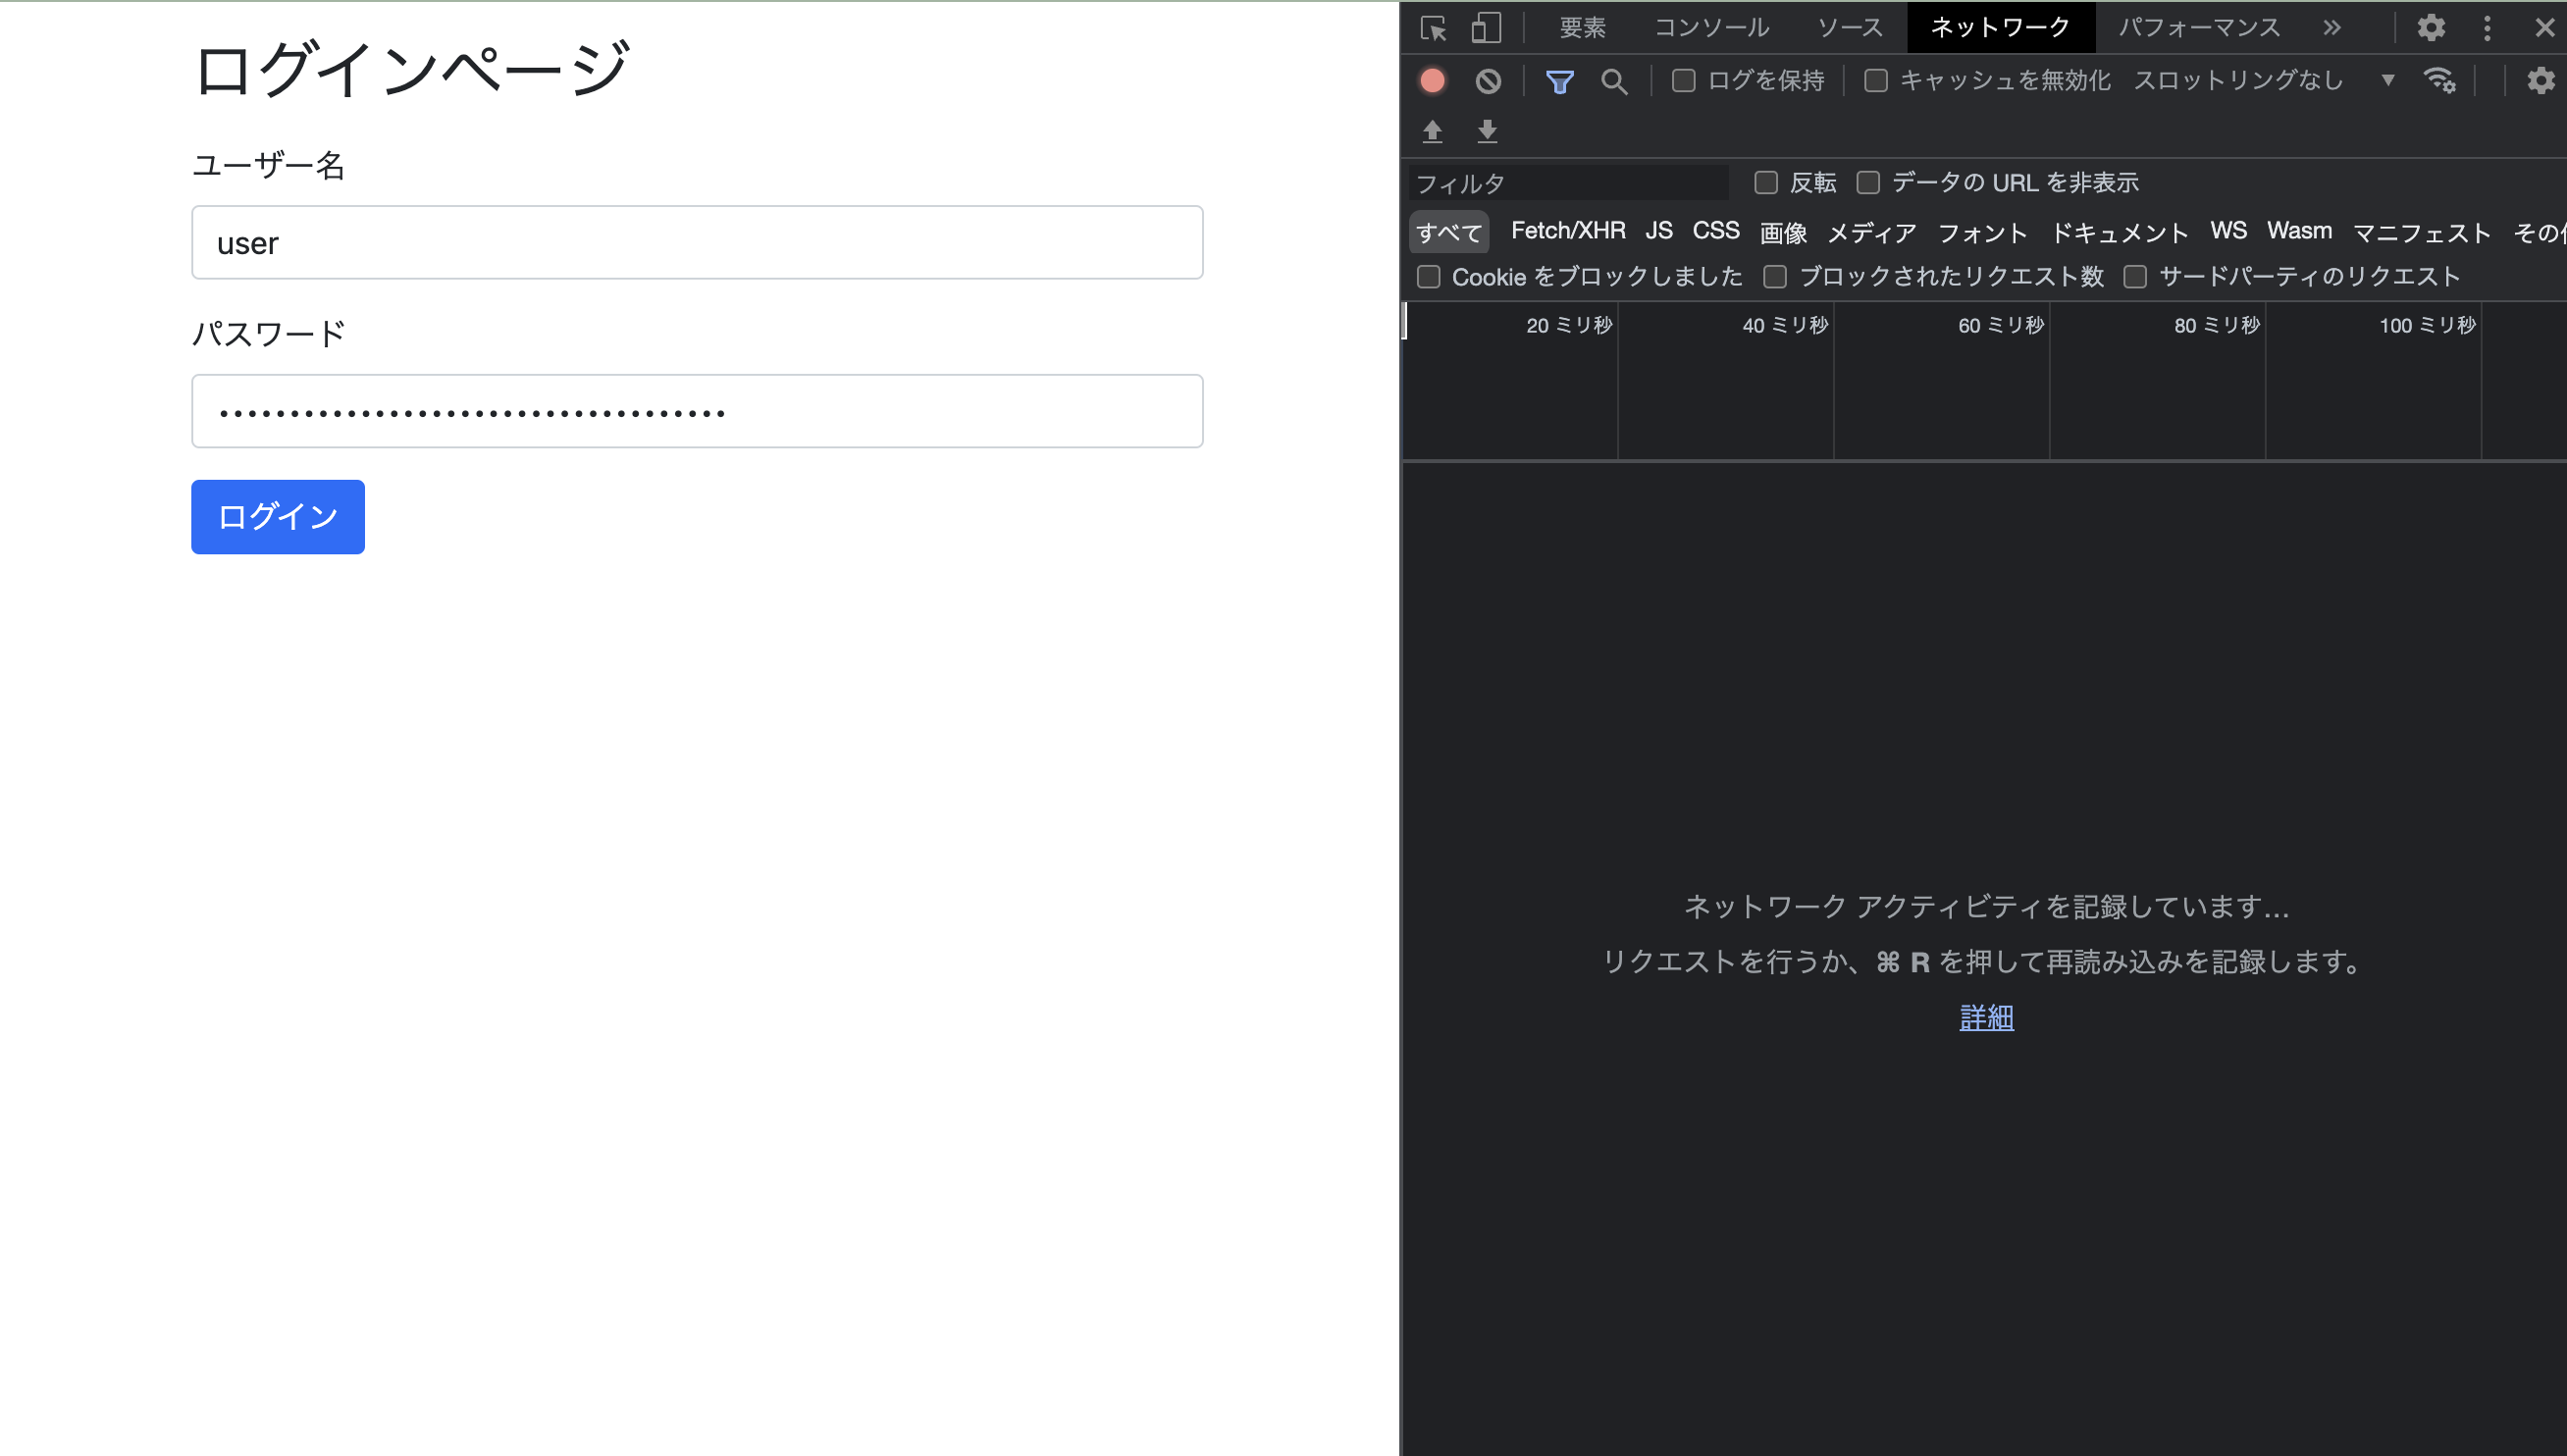 ログインページ
ユーザー名
user
パスワード
••••••••••••••••••••••••••••••••••••
ログイン
要素 コンソール ソース ネットワーク パフォーマンス
ログを保持 キャッシュを無効化 スロットリングなし
フィルタ 反転 データの URL を非表示
すべて Fetch/XHR JS CSS 画像 メディア フォント ドキュメント WS Wasm マニフェスト その他
Cookie をブロックしました ブロックされたリクエスト数 サードパーティのリクエスト
20 ミリ秒 40 ミリ秒 60 ミリ秒 80 ミリ秒 100 ミリ秒
ネットワーク アクティビティを記録しています...
リクエストを行うか、⌘ R を押して再読み込みを記録します。
詳細